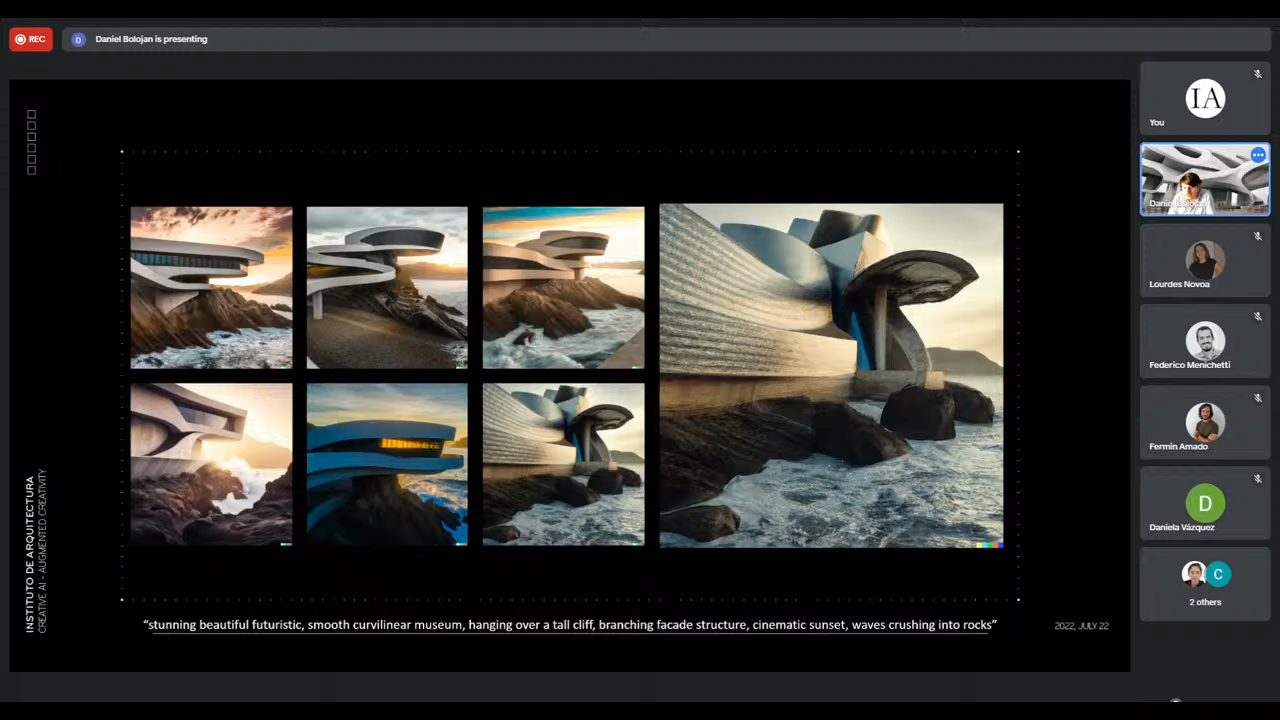 REC
D
Daniel Bolojan is presenting
IA
You
Lourdes Novoa
Federico Menichetti
Fermin Amado
D
Daniela Vázquez
C
2 others
INSTITUTO DE ARQUITECTURA
CREATIVE AI - AUGMENTED CREATIVITY
“stunning beautiful futuristic, smooth curvilinear museum, hanging over a tall cliff, branching facade structure, cinematic sunset, waves crushing into rocks”
2022, JULY 22